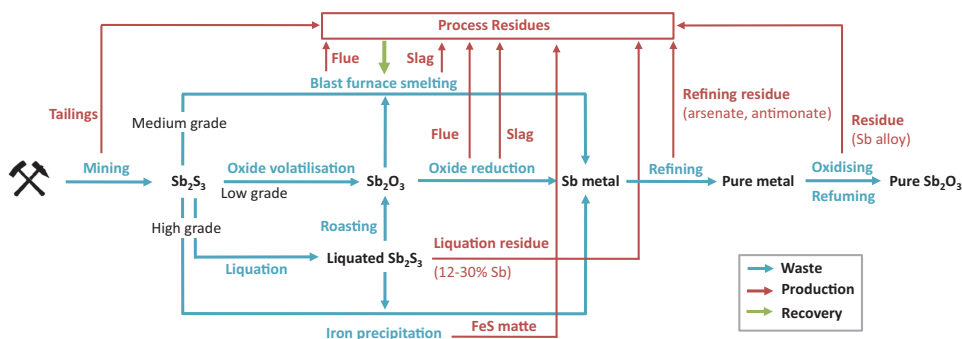 Process Residues
Flue
Slag
Blast furnace smelting
Tailings
Medium grade
Flue
Slag
Refining residue
(arsenate, antimonate)
Residue
(Sb alloy)
Mining
Sb₂S₃
Oxide volatilisation
Low grade
Sb₂O₃
Oxide reduction
Sb metal
Refining
Pure metal
Oxidising
Refuming
Pure Sb₂O₃
High grade
Roasting
Liquation
Liquated Sb₂S₃
Liquation residue
(12-30% Sb)
Iron precipitation
FeS matte
Waste
Production
Recovery